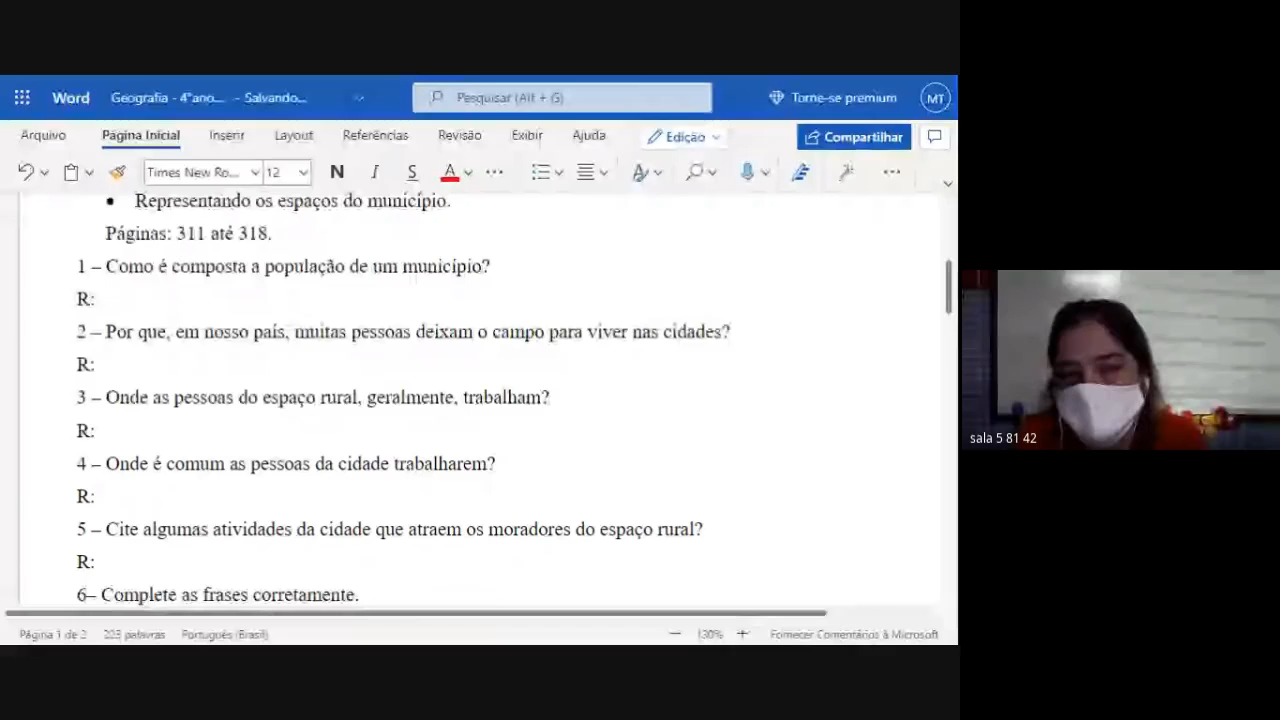 Word Geografia - 4ºano... - Salvando... Pesquisar (Alt + G) Torne-se premium MT
Arquivo Página Inicial Inserir Layout Referências Revisão Exibir Ajuda Edição Compartilhar
Times New Ro... 12 N I S A
• Representando os espaços do município.
Páginas: 311 até 318.
1 – Como é composta a população de um município?
R:
2 – Por que, em nosso país, muitas pessoas deixam o campo para viver nas cidades?
R:
3 – Onde as pessoas do espaço rural, geralmente, trabalham?
R:
4 – Onde é comum as pessoas da cidade trabalharem?
R:
5 – Cite algumas atividades da cidade que atraem os moradores do espaço rural?
R:
6– Complete as frases corretamente.
Página 1 de 2 223 palavras Português (Brasil) 130% Fornecer Comentários à Microsoft
sala 5 81 42